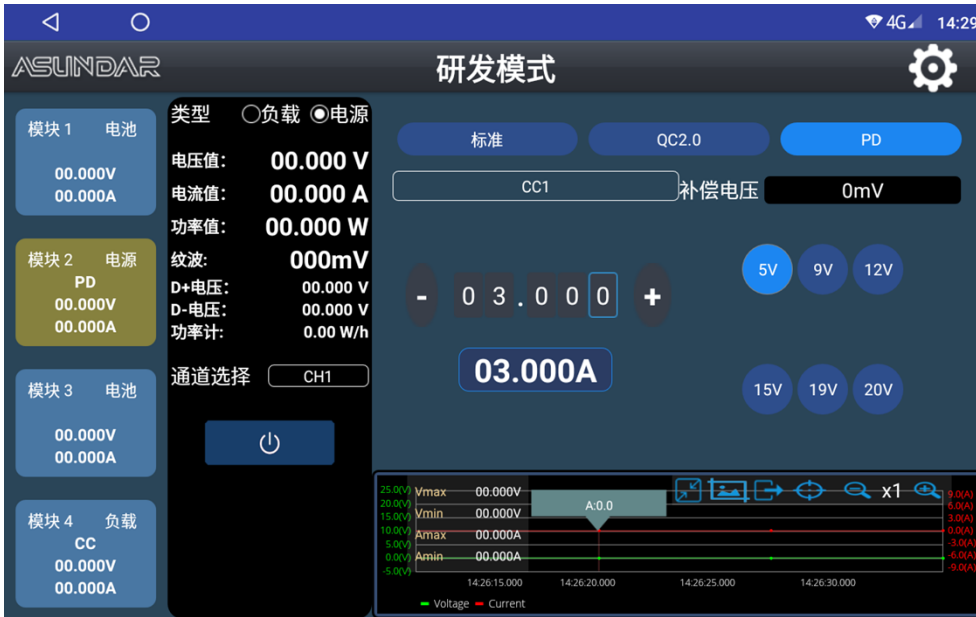 4G 14:29
ASUNDAR 研发模式
模块 1 电池
00.000V
00.000A
模块 2 电源
PD
00.000V
00.000A
模块 3 电池
00.000V
00.000A
模块 4 负载
CC
00.000V
00.000A
类型 负载 电源
电压值: 00.000 V
电流值: 00.000 A
功率值: 00.000 W
纹波: 000mV
D+电压: 00.000 V
D-电压: 00.000 V
功率计: 0.00 W/h
通道选择 CH1
标准 QC2.0 PD
CC1 补偿电压 0mV
- 0 3 . 0 0 0 +
03.000A
5V 9V 12V
15V 19V 20V
25.0(V)
20.0(V)
15.0(V)
10.0(V)
5.0(V)
0.0(V)
-5.0(V)
Vmax 00.000V
Vmin 00.000V
Amax 00.000A
Amin 00.000A
A:0.0
x1
9.0(A)
6.0(A)
3.0(A)
0.0(A)
-3.0(A)
-6.0(A)
-9.0(A)
14:26:15.000 14:26:20.000 14:26:25.000 14:26:30.000
Voltage Current